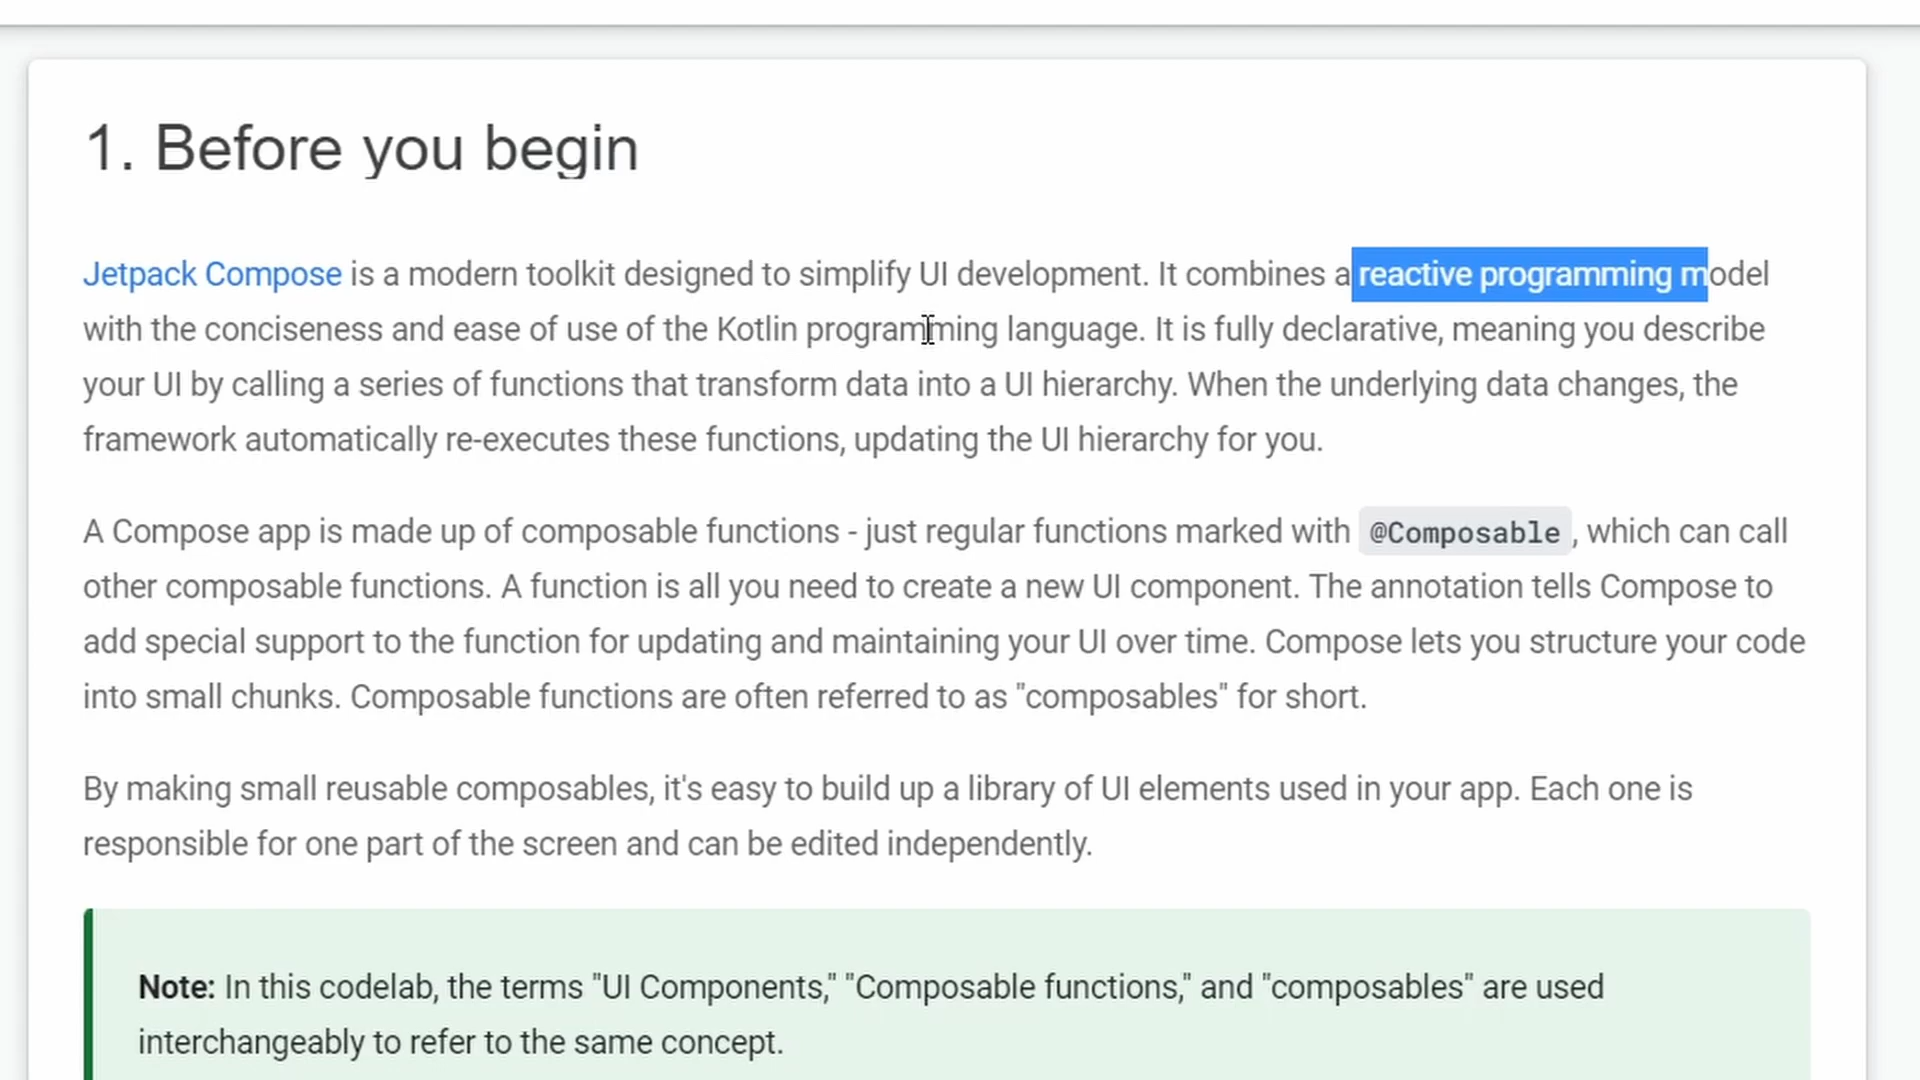 1. Before you begin
Jetpack Compose is a modern toolkit designed to simplify UI development. It combines a reactive programming model
with the conciseness and ease of use of the Kotlin programming language. It is fully declarative, meaning you describe
your UI by calling a series of functions that transform data into a UI hierarchy. When the underlying data changes, the
framework automatically re-executes these functions, updating the UI hierarchy for you.
A Compose app is made up of composable functions - just regular functions marked with @Composable, which can call
other composable functions. A function is all you need to create a new UI component. The annotation tells Compose to
add special support to the function for updating and maintaining your UI over time. Compose lets you structure your code
into small chunks. Composable functions are often referred to as "composables" for short.
By making small reusable composables, it's easy to build up a library of UI elements used in your app. Each one is
responsible for one part of the screen and can be edited independently.
Note: In this codelab, the terms "UI Components," "Composable functions," and "composables" are used
interchangeably to refer to the same concept.